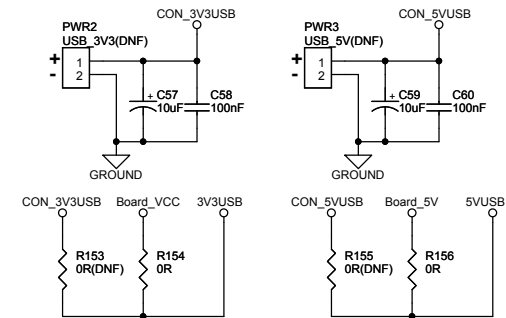 CON_3V3USB
PWR2
USB_3V3(DNF)
+
1
-
2
+
C57
10uF
C58
100nF
GROUND
CON_5VUSB
PWR3
USB_5V(DNF)
+
1
-
2
+
C59
10uF
C60
100nF
GROUND
CON_3V3USB
Board_VCC
3V3USB
R153
0R(DNF)
R154
0R
CON_5VUSB
Board_5V
5VUSB
R155
0R(DNF)
R156
0R